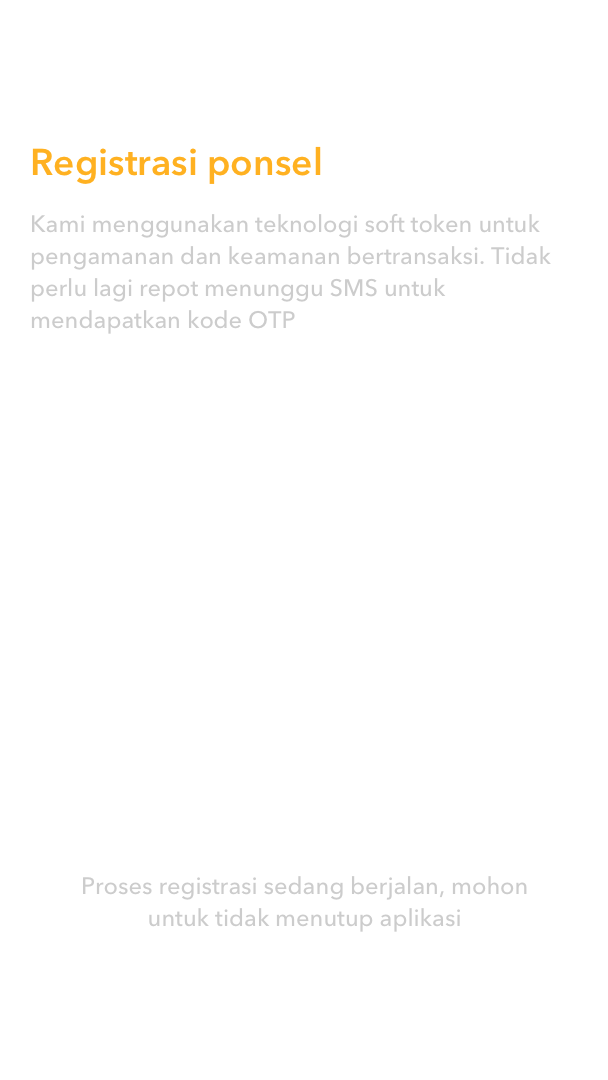 Registrasi ponsel
Kami menggunakan teknologi soft token untuk
pengamanan dan keamanan bertransaksi. Tidak
perlu lagi repot menunggu SMS untuk
mendapatkan kode OTP
Proses registrasi sedang berjalan, mohon
untuk tidak menutup aplikasi